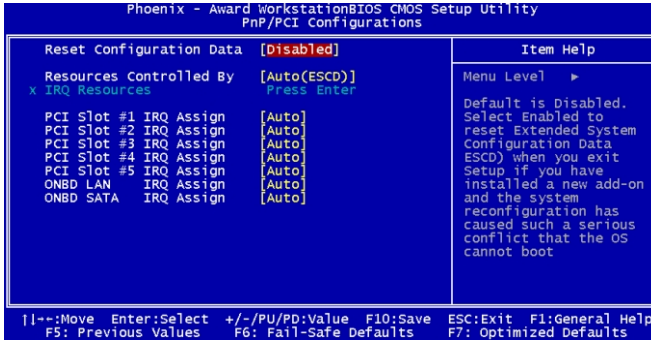 Phoenix - Award WorkstationBIOS CMOS Setup Utility
PnP/PCI Configurations
Reset Configuration Data [Disabled]
Resources Controlled By [Auto(ESCD)]
x IRQ Resources Press Enter
PCI Slot #1 IRQ Assign [Auto]
PCI Slot #2 IRQ Assign [Auto]
PCI Slot #3 IRQ Assign [Auto]
PCI Slot #4 IRQ Assign [Auto]
PCI Slot #5 IRQ Assign [Auto]
ONBD LAN IRQ Assign [Auto]
ONBD SATA IRQ Assign [Auto]
Item Help
Menu Level ►
Default is Disabled.
Select Enabled to
reset Extended System
Configuration Data
ESCD) when you exit
Setup if you have
installed a new add-on
and the system
reconfiguration has
caused such a serious
conflict that the OS
cannot boot
↑↓→←:Move Enter:Select +/-/PU/PD:Value F10:Save ESC:Exit F1:General Help
F5: Previous Values F6: Fail-Safe Defaults F7: Optimized Defaults